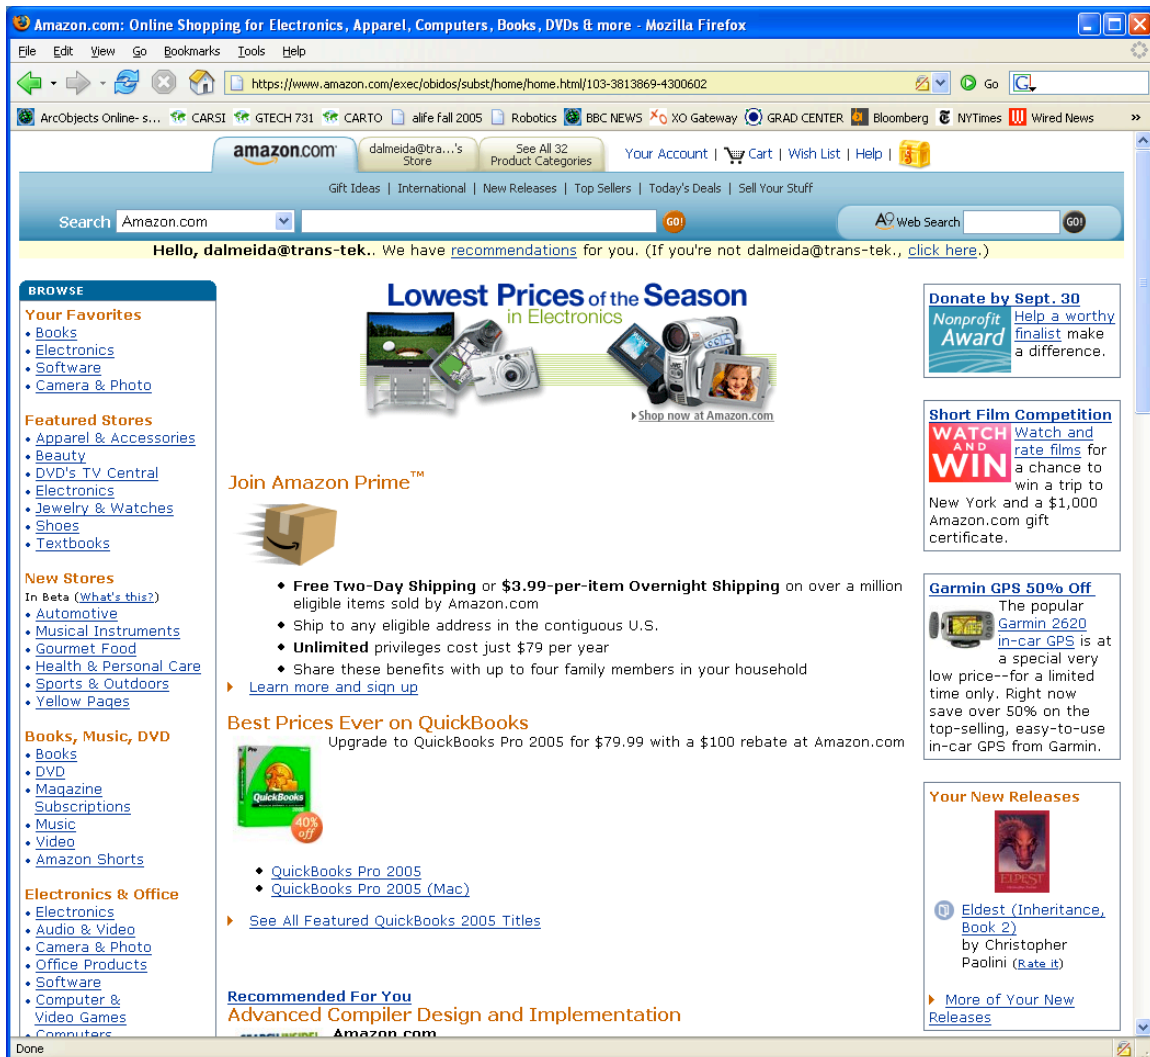 Amazon.com: Online Shopping for Electronics, Apparel, Computers, Books, DVDs & more - Mozilla Firefox
File Edit View Go Bookmarks Tools Help
https://www.amazon.com/exec/obidos/subst/home/home.html/103-3813869-4300602
Go
G
ArcObjects Online- s... CARSI GTECH 731 CARTO alife fall 2005 Robotics BBC NEWS XO Gateway GRAD CENTER Bloomberg NYTimes Wired News »
amazon.com
dalmeida@tra...'s Store
See All 32 Product Categories
Your Account | Cart | Wish List | Help |
Gift Ideas | International | New Releases | Top Sellers | Today's Deals | Sell Your Stuff
Search Amazon.com GO! A9 Web Search GO!
Hello, dalmeida@trans-tek.. We have recommendations for you. (If you're not dalmeida@trans-tek., click here.)
BROWSE
Your Favorites
• Books
• Electronics
• Software
• Camera & Photo
Featured Stores
• Apparel & Accessories
• Beauty
• DVD's TV Central
• Electronics
• Jewelry & Watches
• Shoes
• Textbooks
New Stores
In Beta (What's this?)
• Automotive
• Musical Instruments
• Gourmet Food
• Health & Personal Care
• Sports & Outdoors
• Yellow Pages
Books, Music, DVD
• Books
• DVD
• Magazine
Subscriptions
• Music
• Video
• Amazon Shorts
Electronics & Office
• Electronics
• Audio & Video
• Camera & Photo
• Office Products
• Software
• Computer &
Video Games
• Computers
Lowest Prices of the Season
in Electronics
Shop now at Amazon.com
Join Amazon Prime™
Free Two-Day Shipping or $3.99-per-item Overnight Shipping on over a million
eligible items sold by Amazon.com
Ship to any eligible address in the contiguous U.S.
Unlimited privileges cost just $79 per year
Share these benefits with up to four family members in your household
Learn more and sign up
Best Prices Ever on QuickBooks
Upgrade to QuickBooks Pro 2005 for $79.99 with a $100 rebate at Amazon.com
Pro
QuickBooks
40%
off
QuickBooks Pro 2005
QuickBooks Pro 2005 (Mac)
See All Featured QuickBooks 2005 Titles
Recommended For You
Advanced Compiler Design and Implementation
SEARCH INSIDE!
Amazon.com
Donate by Sept. 30
Nonprofit
Award
Help a worthy
finalist make
a difference.
Short Film Competition
WATCH
AND
WIN
Watch and
rate films for
a chance to
win a trip to
New York and a $1,000
Amazon.com gift
certificate.
Garmin GPS 50% Off
The popular
Garmin 2620
in-car GPS is at
a special very
low price--for a limited
time only. Right now
save over 50% on the
top-selling, easy-to-use
in-car GPS from Garmin.
Your New Releases
ELDEST
Eldest (Inheritance,
Book 2)
by Christopher
Paolini (Rate it)
More of Your New
Releases
Done